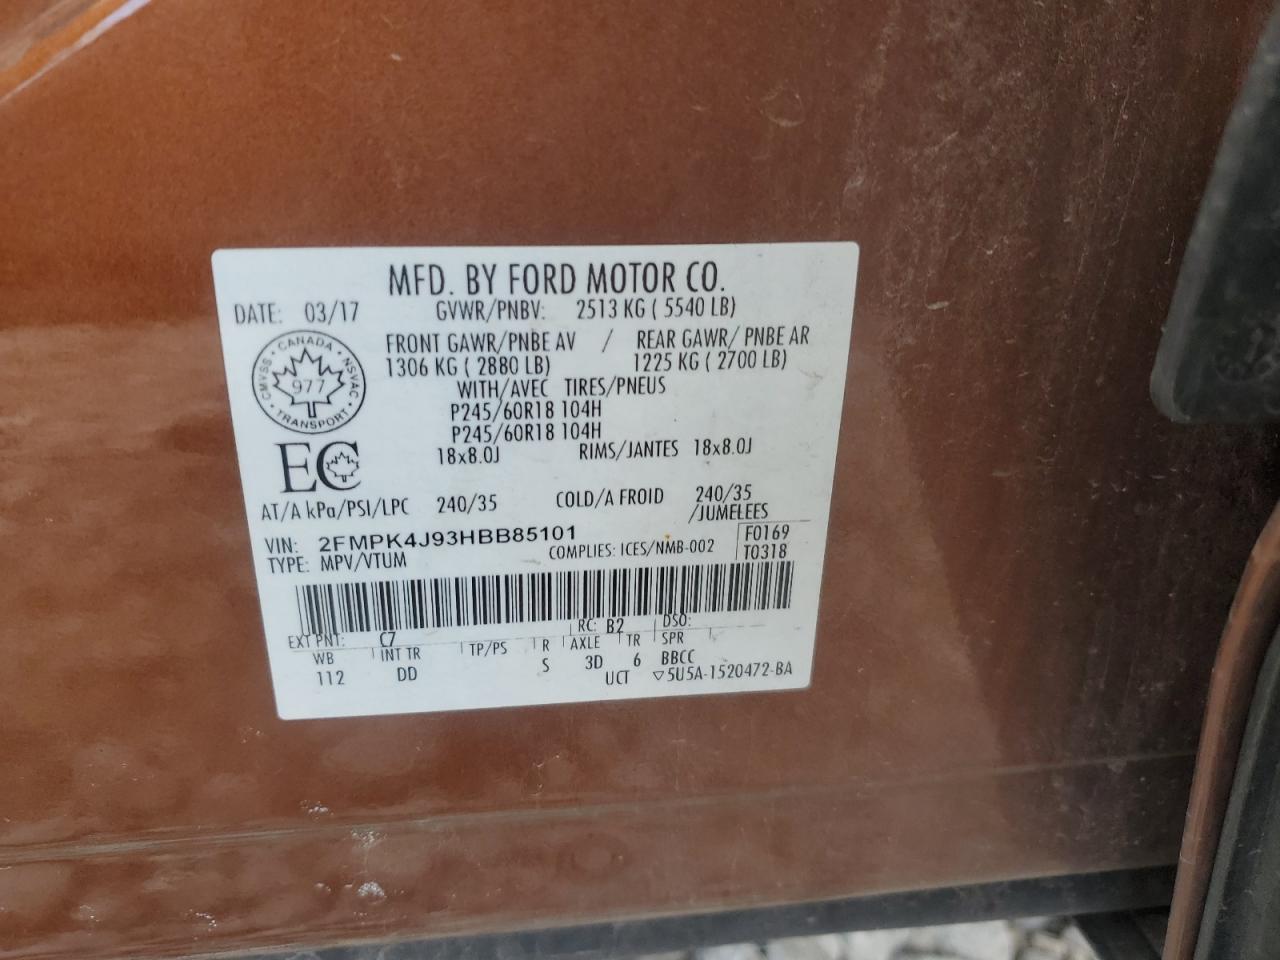 MFD. BY FORD MOTOR CO.
DATE: 03/17 GVWR/PNBV: 2513 KG ( 5540 LB)
FRONT GAWR/PNBE AV / REAR GAWR/ PNBE AR
1306 KG ( 2880 LB) 1225 KG ( 2700 LB)
WITH/AVEC TIRES/PNEUS
P245/60R18 104H
P245/60R18 104H
18x8.0J RIMS/JANTES 18x8.0J
CANADA
CMVSS NSVAC
977
TRANSPORT
EC
AT/A kPa/PSI/LPC 240/35 COLD/A FROID 240/35
/JUMELEES
VIN: 2FMPK4J93HBB85101 F0169
TYPE: MPV/VTUM COMPLIES: ICES/NMB-002 T0318
EXT PNT: C7 RC: B2 DSO:
WB INT TR TP/PS R AXLE TR SPR
112 DD S 3D 6 BBCC
UCT ▽5U5A-1520472-BA